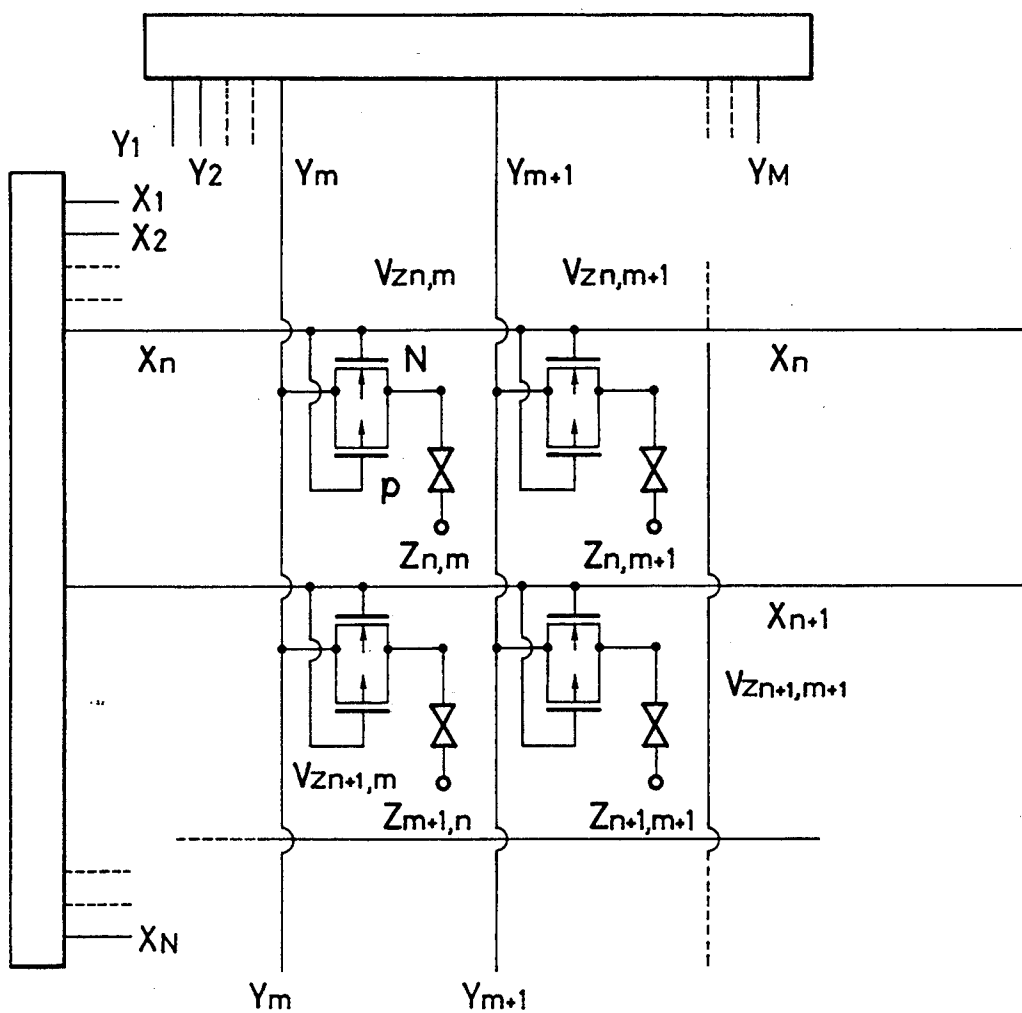 Y1
Y2
Ym
Ym+1
YM
X1
X2
Vzn,m
Vzn,m+1
Xn
N
Xn
p
Zn,m
Zn,m+1
Xn+1
Vzn+1,m+1
Vzn+1,m
Zm+1,n
Zn+1,m+1
XN
Ym
Ym+1